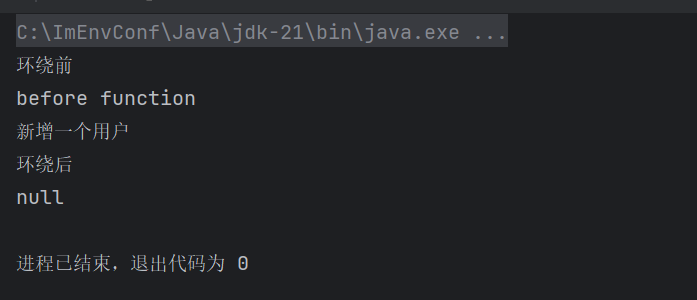 C:\ImEnvConf\Java\jdk-21\bin\java.exe ...
环绕前
before function
新增一个用户
环绕后
null
进程已结束，退出代码为 0